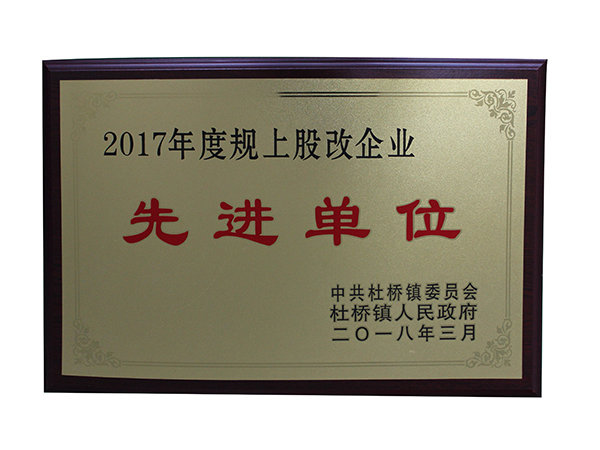 2017年度规上股改企业
先进单位
中共杜桥镇委员会
杜桥镇人民政府
二〇一八年三月